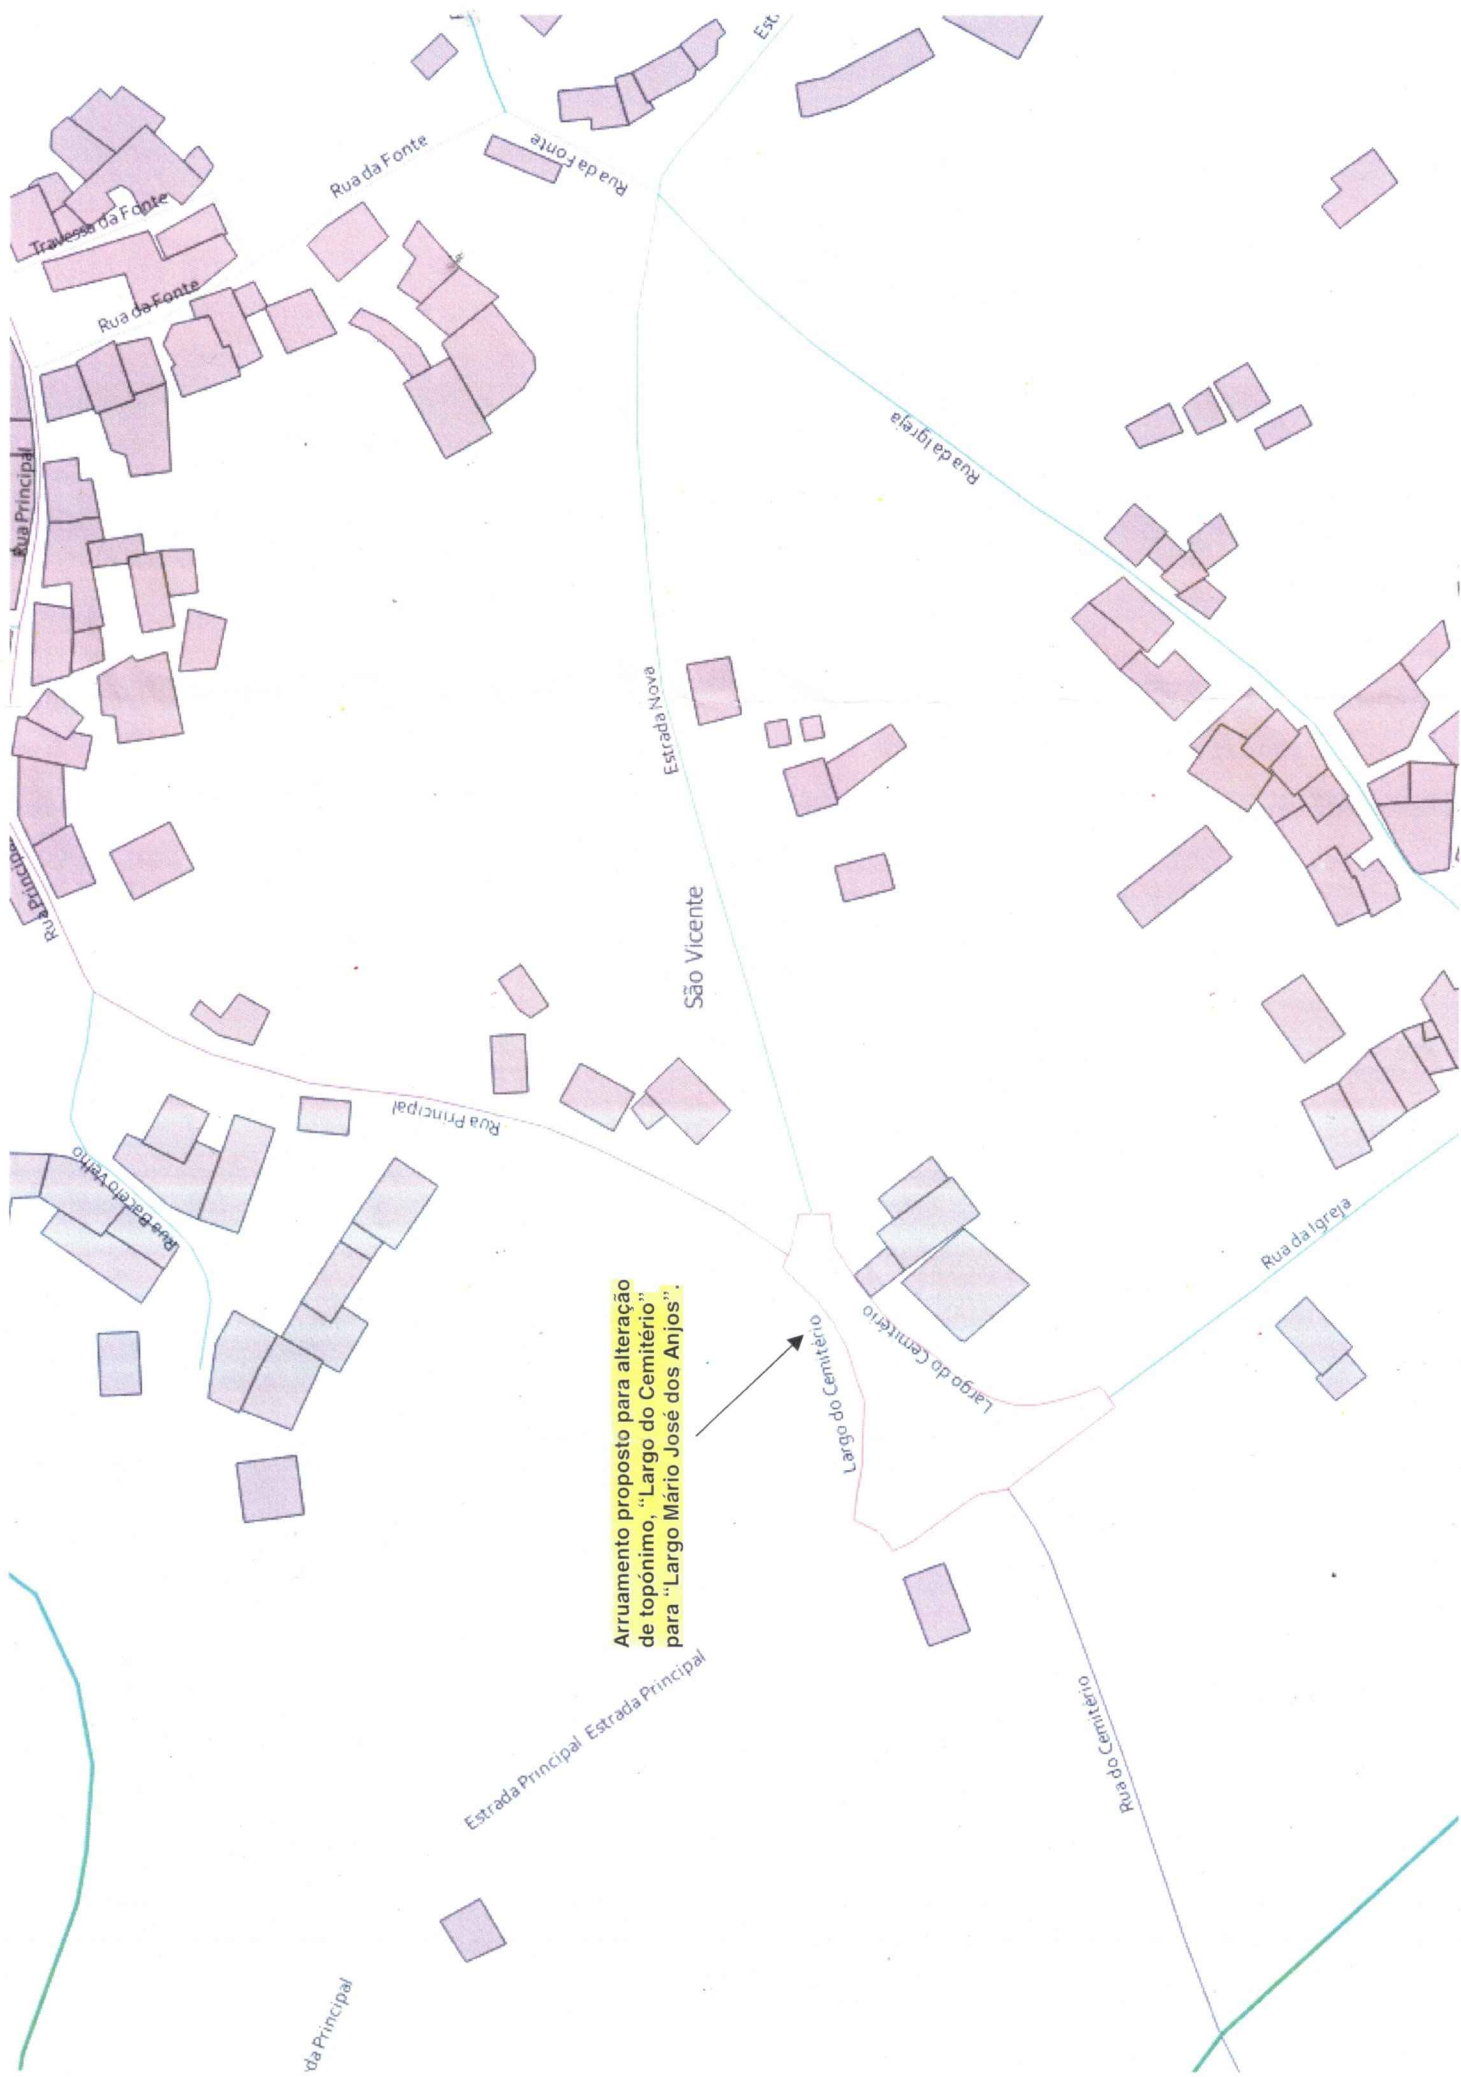 Est.
Rua da Fonte
Rua da Fonte
Travessa da Fonte
Rua da Fonte
Rua Principal
Rua da Igreja
Estrada Nova
Rua Principal
São Vicente
Rua Principal
Rua Bacelo Velho
Rua da Igreja
Largo do Cemitério
Largo do Cemitério
Arruamento proposto para alteração
de topónimo, “Largo do Cemitério”
para “Largo Mário José dos Anjos”.
Estrada Principal Estrada Principal
Rua do Cemitério
da Principal